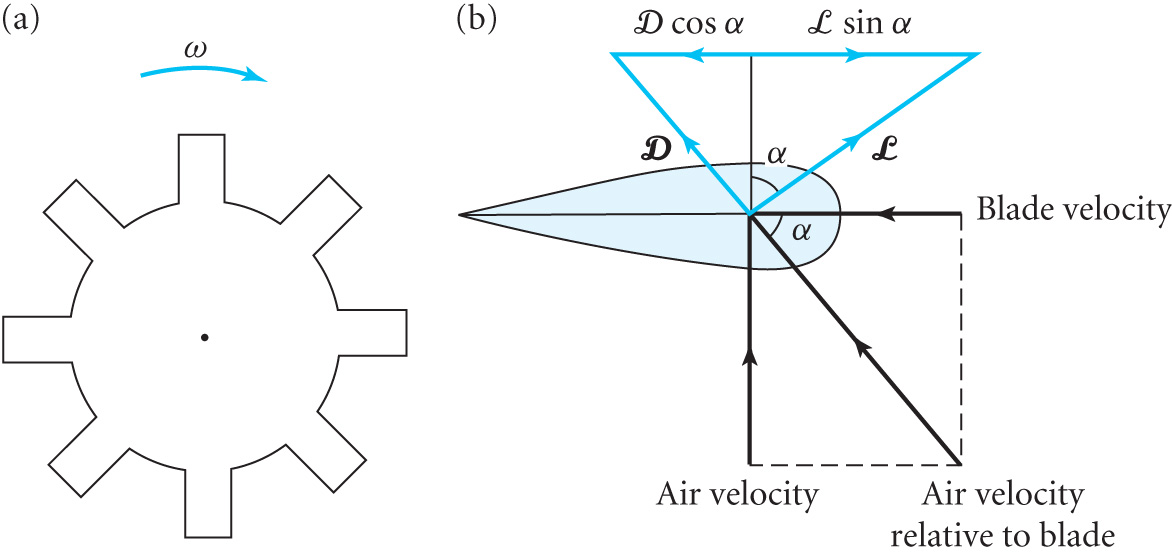 (a)
ω
(b)
𝓓 cos α
𝓛 sin α
𝓓
α
𝓛
Blade velocity
α
Air velocity
Air velocity
relative to blade